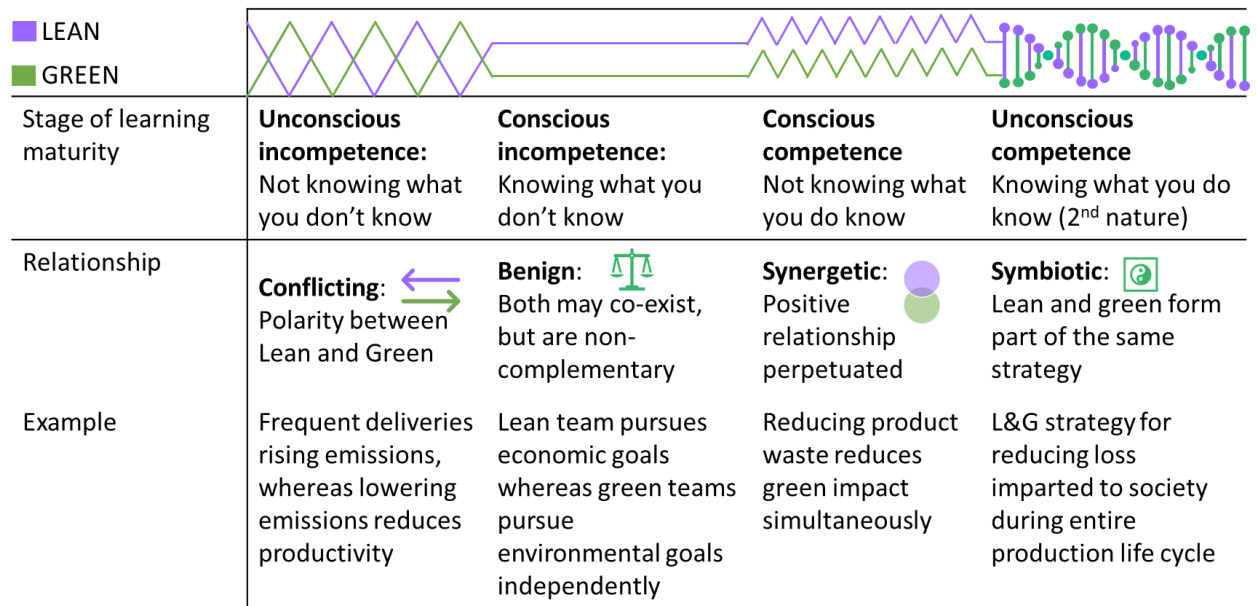 LEAN
GREEN
Stage of learning
maturity
Unconscious
incompetence:
Not knowing what
you don’t know
Conscious
incompetence:
Knowing what you
don’t know
Conscious
competence
Not knowing what
you do know
Unconscious
competence
Knowing what you do
know (2nd nature)
Relationship
Conflicting:
Polarity between
Lean and Green
Benign:
Both may co-exist,
but are non-
complementary
Synergetic:
Positive
relationship
perpetuated
Symbiotic:
Lean and green form
part of the same
strategy
Example
Frequent deliveries
rising emissions,
whereas lowering
emissions reduces
productivity
Lean team pursues
economic goals
whereas green teams
pursue
environmental goals
independently
Reducing product
waste reduces
green impact
simultaneously
L&G strategy for
reducing loss
imparted to society
during entire
production life cycle